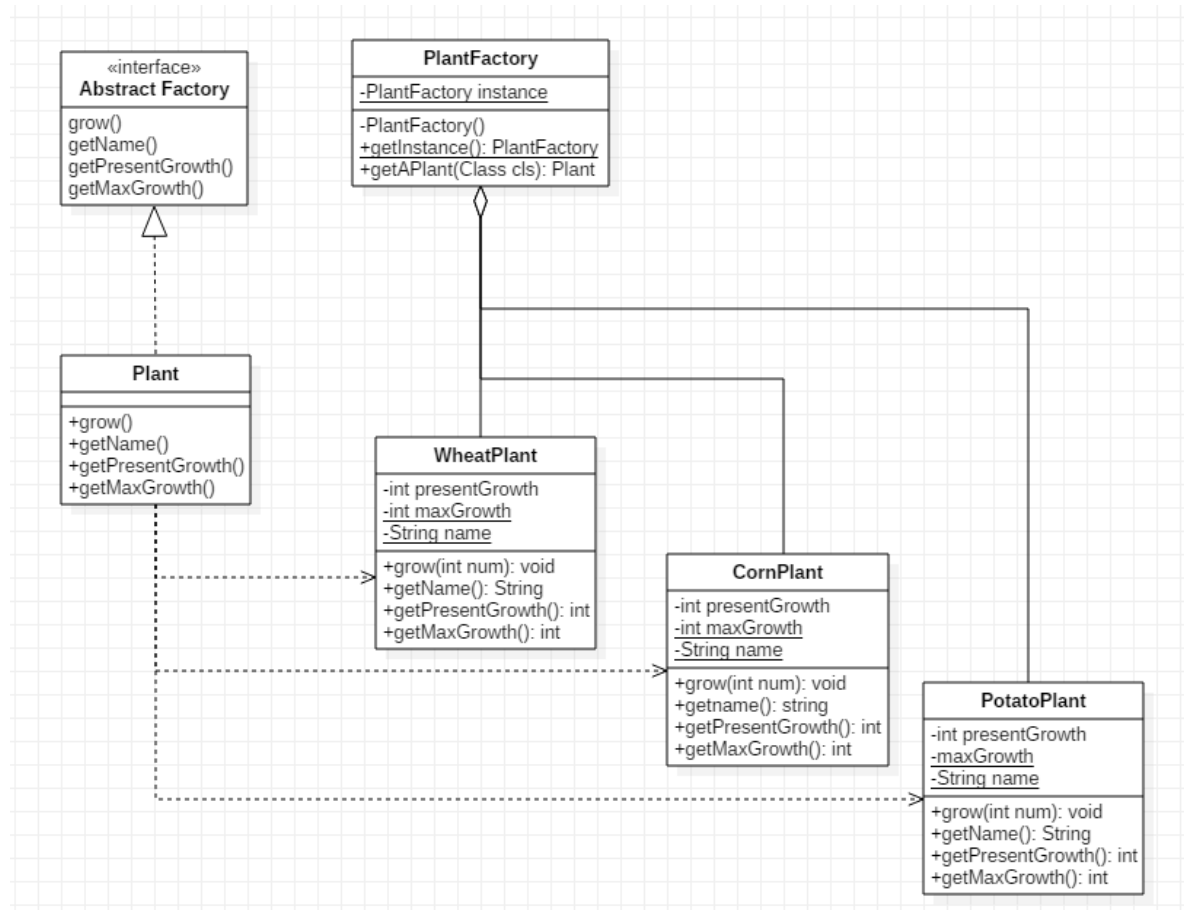 «interface»
Abstract Factory
grow()
getName()
getPresentGrowth()
getMaxGrowth()
PlantFactory
-PlantFactory instance
-PlantFactory()
+getInstance(): PlantFactory
+getAPlant(Class cls): Plant
Plant
+grow()
+getName()
+getPresentGrowth()
+getMaxGrowth()
WheatPlant
-int presentGrowth
-int maxGrowth
-String name
+grow(int num): void
+getName(): String
+getPresentGrowth(): int
+getMaxGrowth(): int
CornPlant
-int presentGrowth
-int maxGrowth
-String name
+grow(int num): void
+getname(): string
+getPresentGrowth(): int
+getMaxGrowth(): int
PotatoPlant
-int presentGrowth
-maxGrowth
-String name
+grow(int num): void
+getName(): String
+getPresentGrowth(): int
+getMaxGrowth(): int